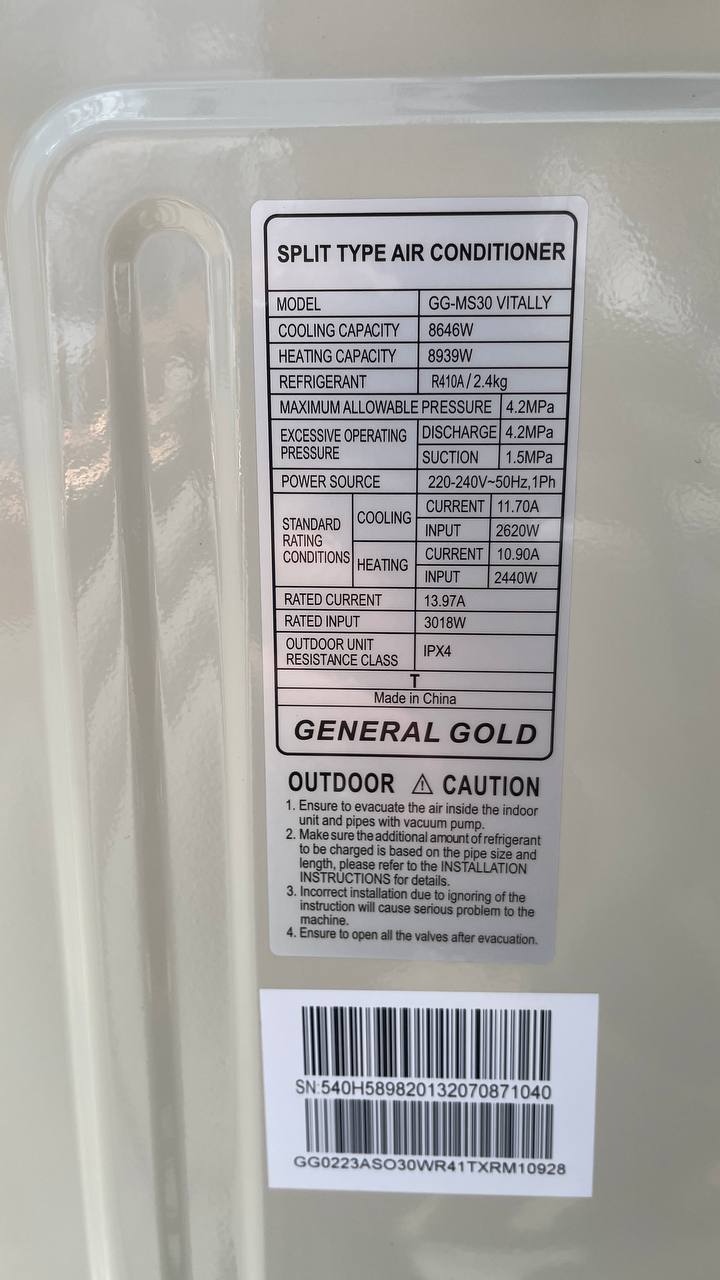 SPLIT TYPE AIR CONDITIONER
MODEL GG-MS30 VITALLY
COOLING CAPACITY 8646W
HEATING CAPACITY 8939W
REFRIGERANT R410A / 2.4kg
MAXIMUM ALLOWABLE PRESSURE 4.2MPa
EXCESSIVE OPERATING PRESSURE DISCHARGE 4.2MPa
SUCTION 1.5MPa
POWER SOURCE 220-240V~50Hz,1Ph
STANDARD RATING CONDITIONS COOLING CURRENT 11.70A
INPUT 2620W
HEATING CURRENT 10.90A
INPUT 2440W
RATED CURRENT 13.97A
RATED INPUT 3018W
OUTDOOR UNIT RESISTANCE CLASS IPX4
T
Made in China
GENERAL GOLD
OUTDOOR ⚠ CAUTION
1. Ensure to evacuate the air inside the indoor
unit and pipes with vacuum pump.
2. Make sure the additional amount of refrigerant
to be charged is based on the pipe size and
length, please refer to the INSTALLATION
INSTRUCTIONS for details.
3. Incorrect installation due to ignoring of the
instruction will cause serious problem to the
machine.
4. Ensure to open all the valves after evacuation.
SN:540H589820132070871040
GG0223ASO30WR41TXRM10928